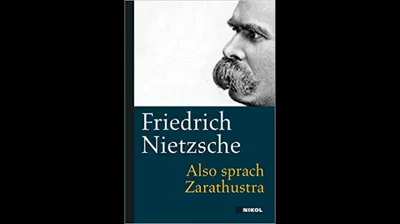 Friedrich
Nietzsche
Also sprach
Zarathustra
NIKOL